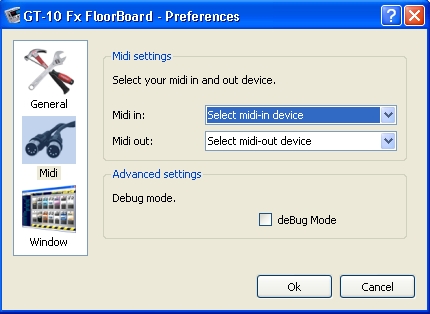 GT-10 Fx FloorBoard - Preferences
General
Midi
Window
Midi settings
Select your midi in and out device.
Midi in: Select midi-in device
Midi out: Select midi-out device
Advanced settings
Debug mode.
deBug Mode
Ok Cancel